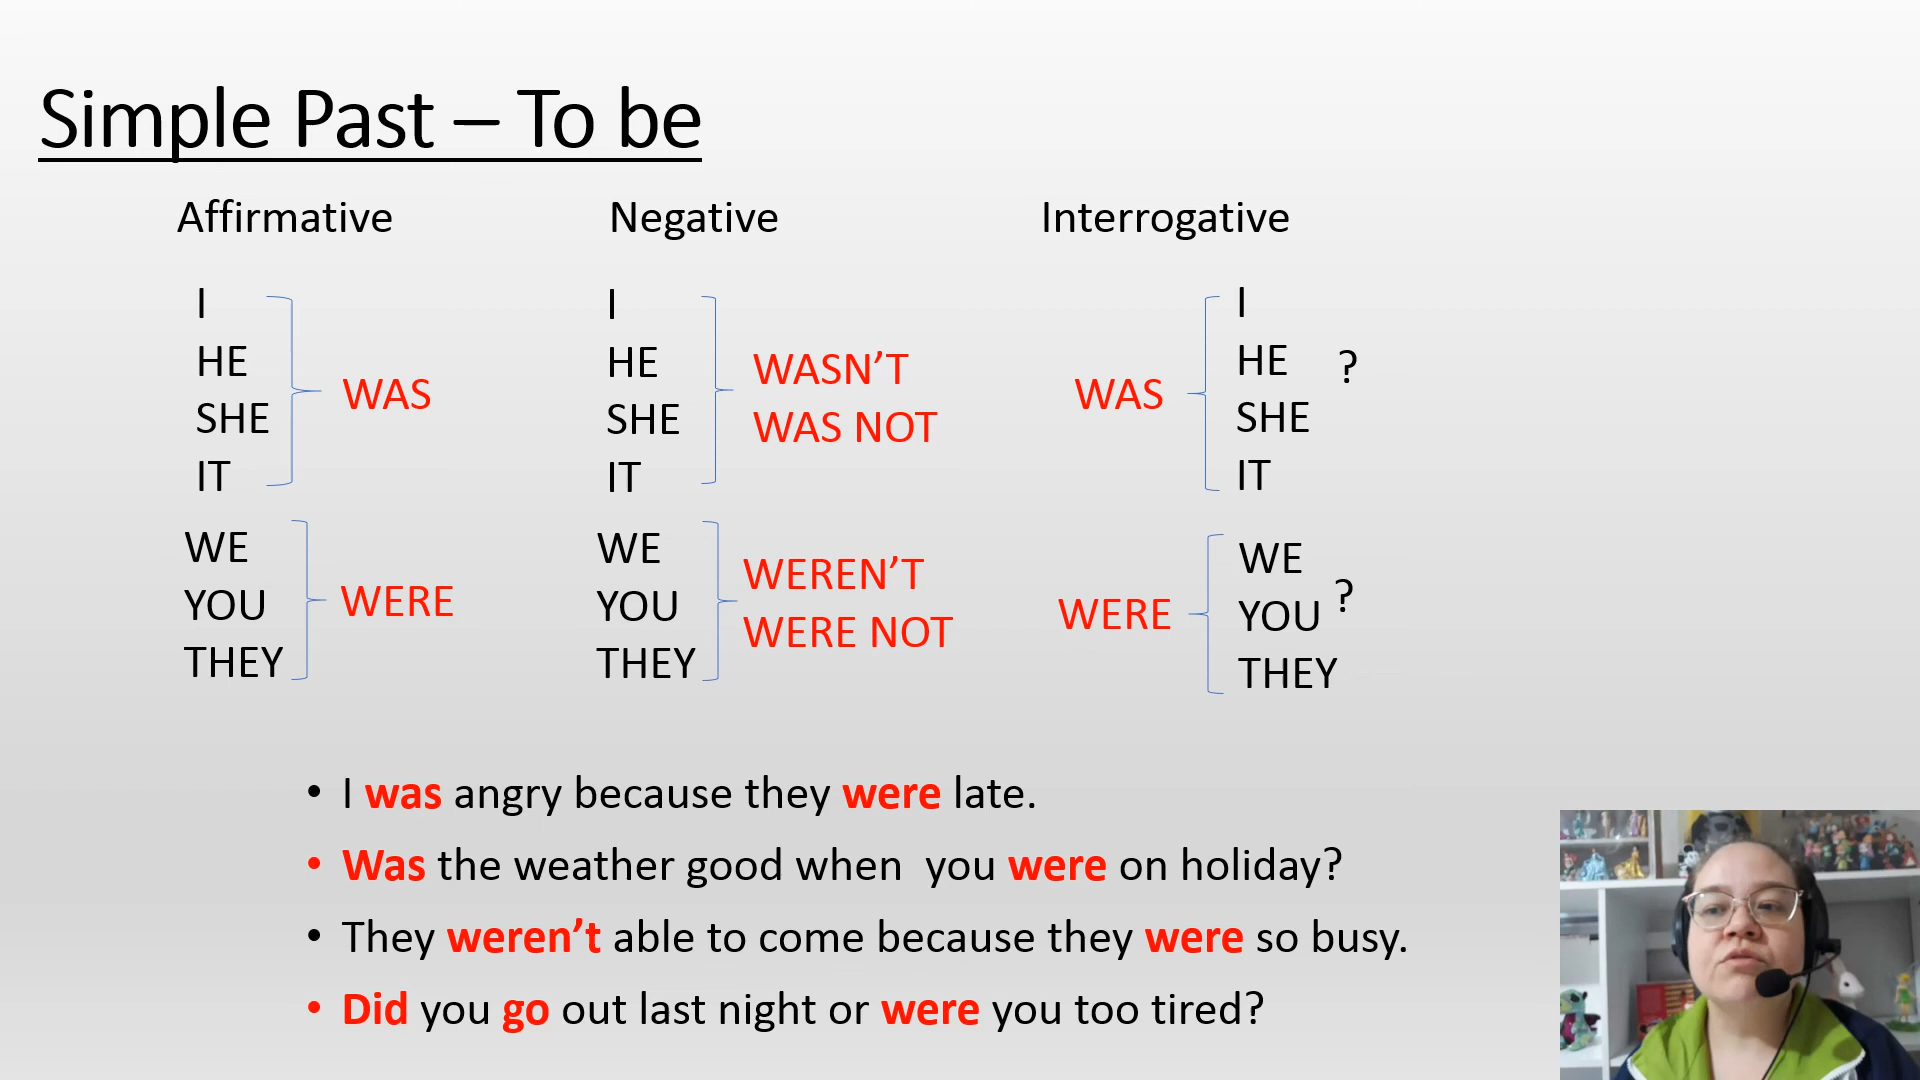 Simple Past – To be
Affirmative
I
HE
SHE
IT
WAS
WE
YOU
THEY
WERE
Negative
I
HE
SHE
IT
WASN’T
WAS NOT
WE
YOU
THEY
WEREN’T
WERE NOT
Interrogative
WAS
I
HE
SHE
IT
?
WERE
WE
YOU
THEY
?
• I was angry because they were late.
• Was the weather good when you were on holiday?
• They weren’t able to come because they were so busy.
• Did you go out last night or were you too tired?